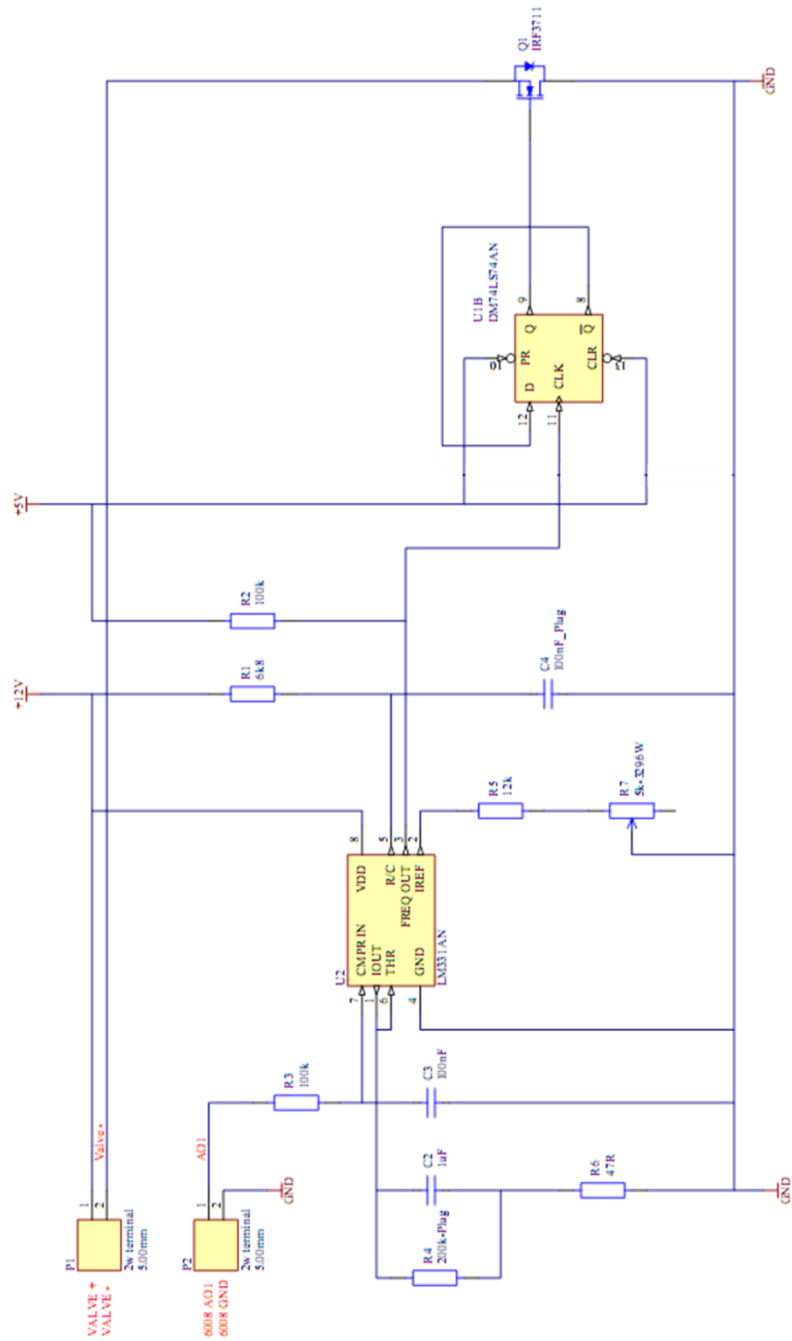 VALVE +
VALVE -
P1
1
2
2w terminal
5.00mm
Valve-
6008 AO1
6008 GND
P2
1
2
2w terminal
5.00mm
AO1
GND
R3
100k
R4
200k-Plug
C2
1uF
C3
100nF
R6
47R
GND
U2
7
1
6
4
CMPR IN
IOUT
THR
GND
VDD
R/C
FREQ OUT
IREF
8
5
3
2
LM331AN
+12V
R1
6k8
R2
100k
C4
100nF_Plug
R5
12k
R7
5k-3296W
+5V
U1B
DM74LS74AN
12
11
10
13
9
8
D
CLK
PR
CLR
Q
Q
Q1
IRF3711
GND